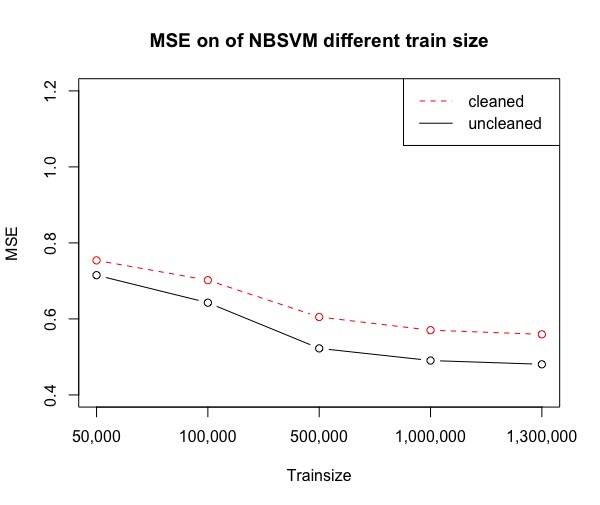 MSE on of NBSVM different train size
cleaned
uncleaned
MSE
1.2
1.0
0.8
0.6
0.4
50,000
100,000
500,000
1,000,000
1,300,000
Trainsize